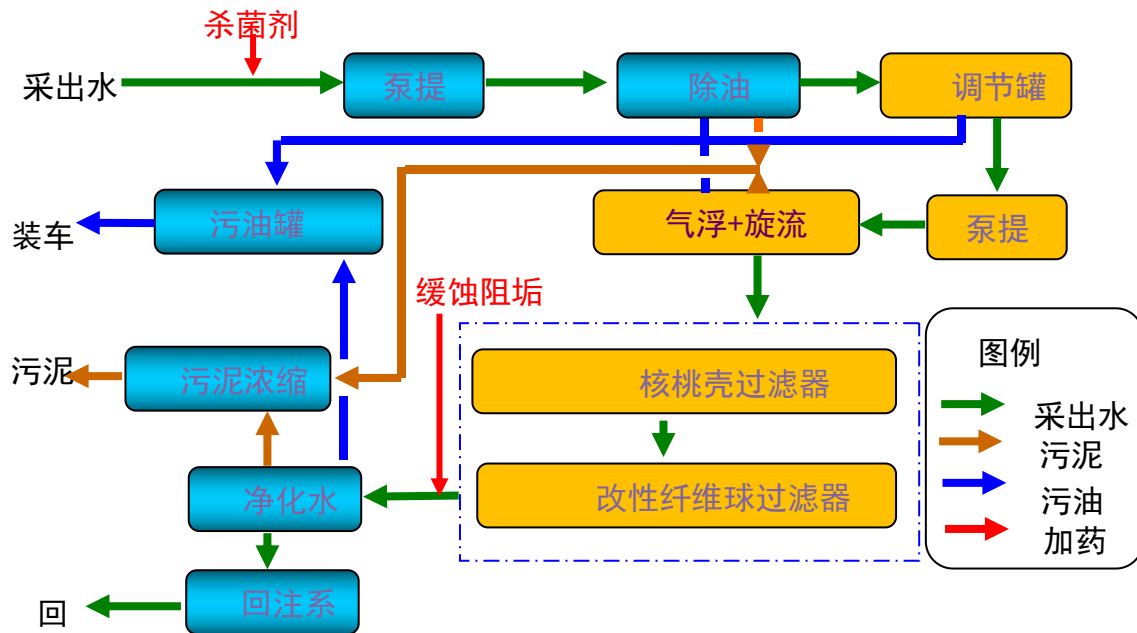 杀菌剂
采出水
泵提
除油
调节罐
装车
污油罐
气浮+旋流
泵提
缓蚀阻垢
污泥
污泥浓缩
核桃壳过滤器
净化水
改性纤维球过滤器
回
回注系
图例
采出水
污泥
污油
加药